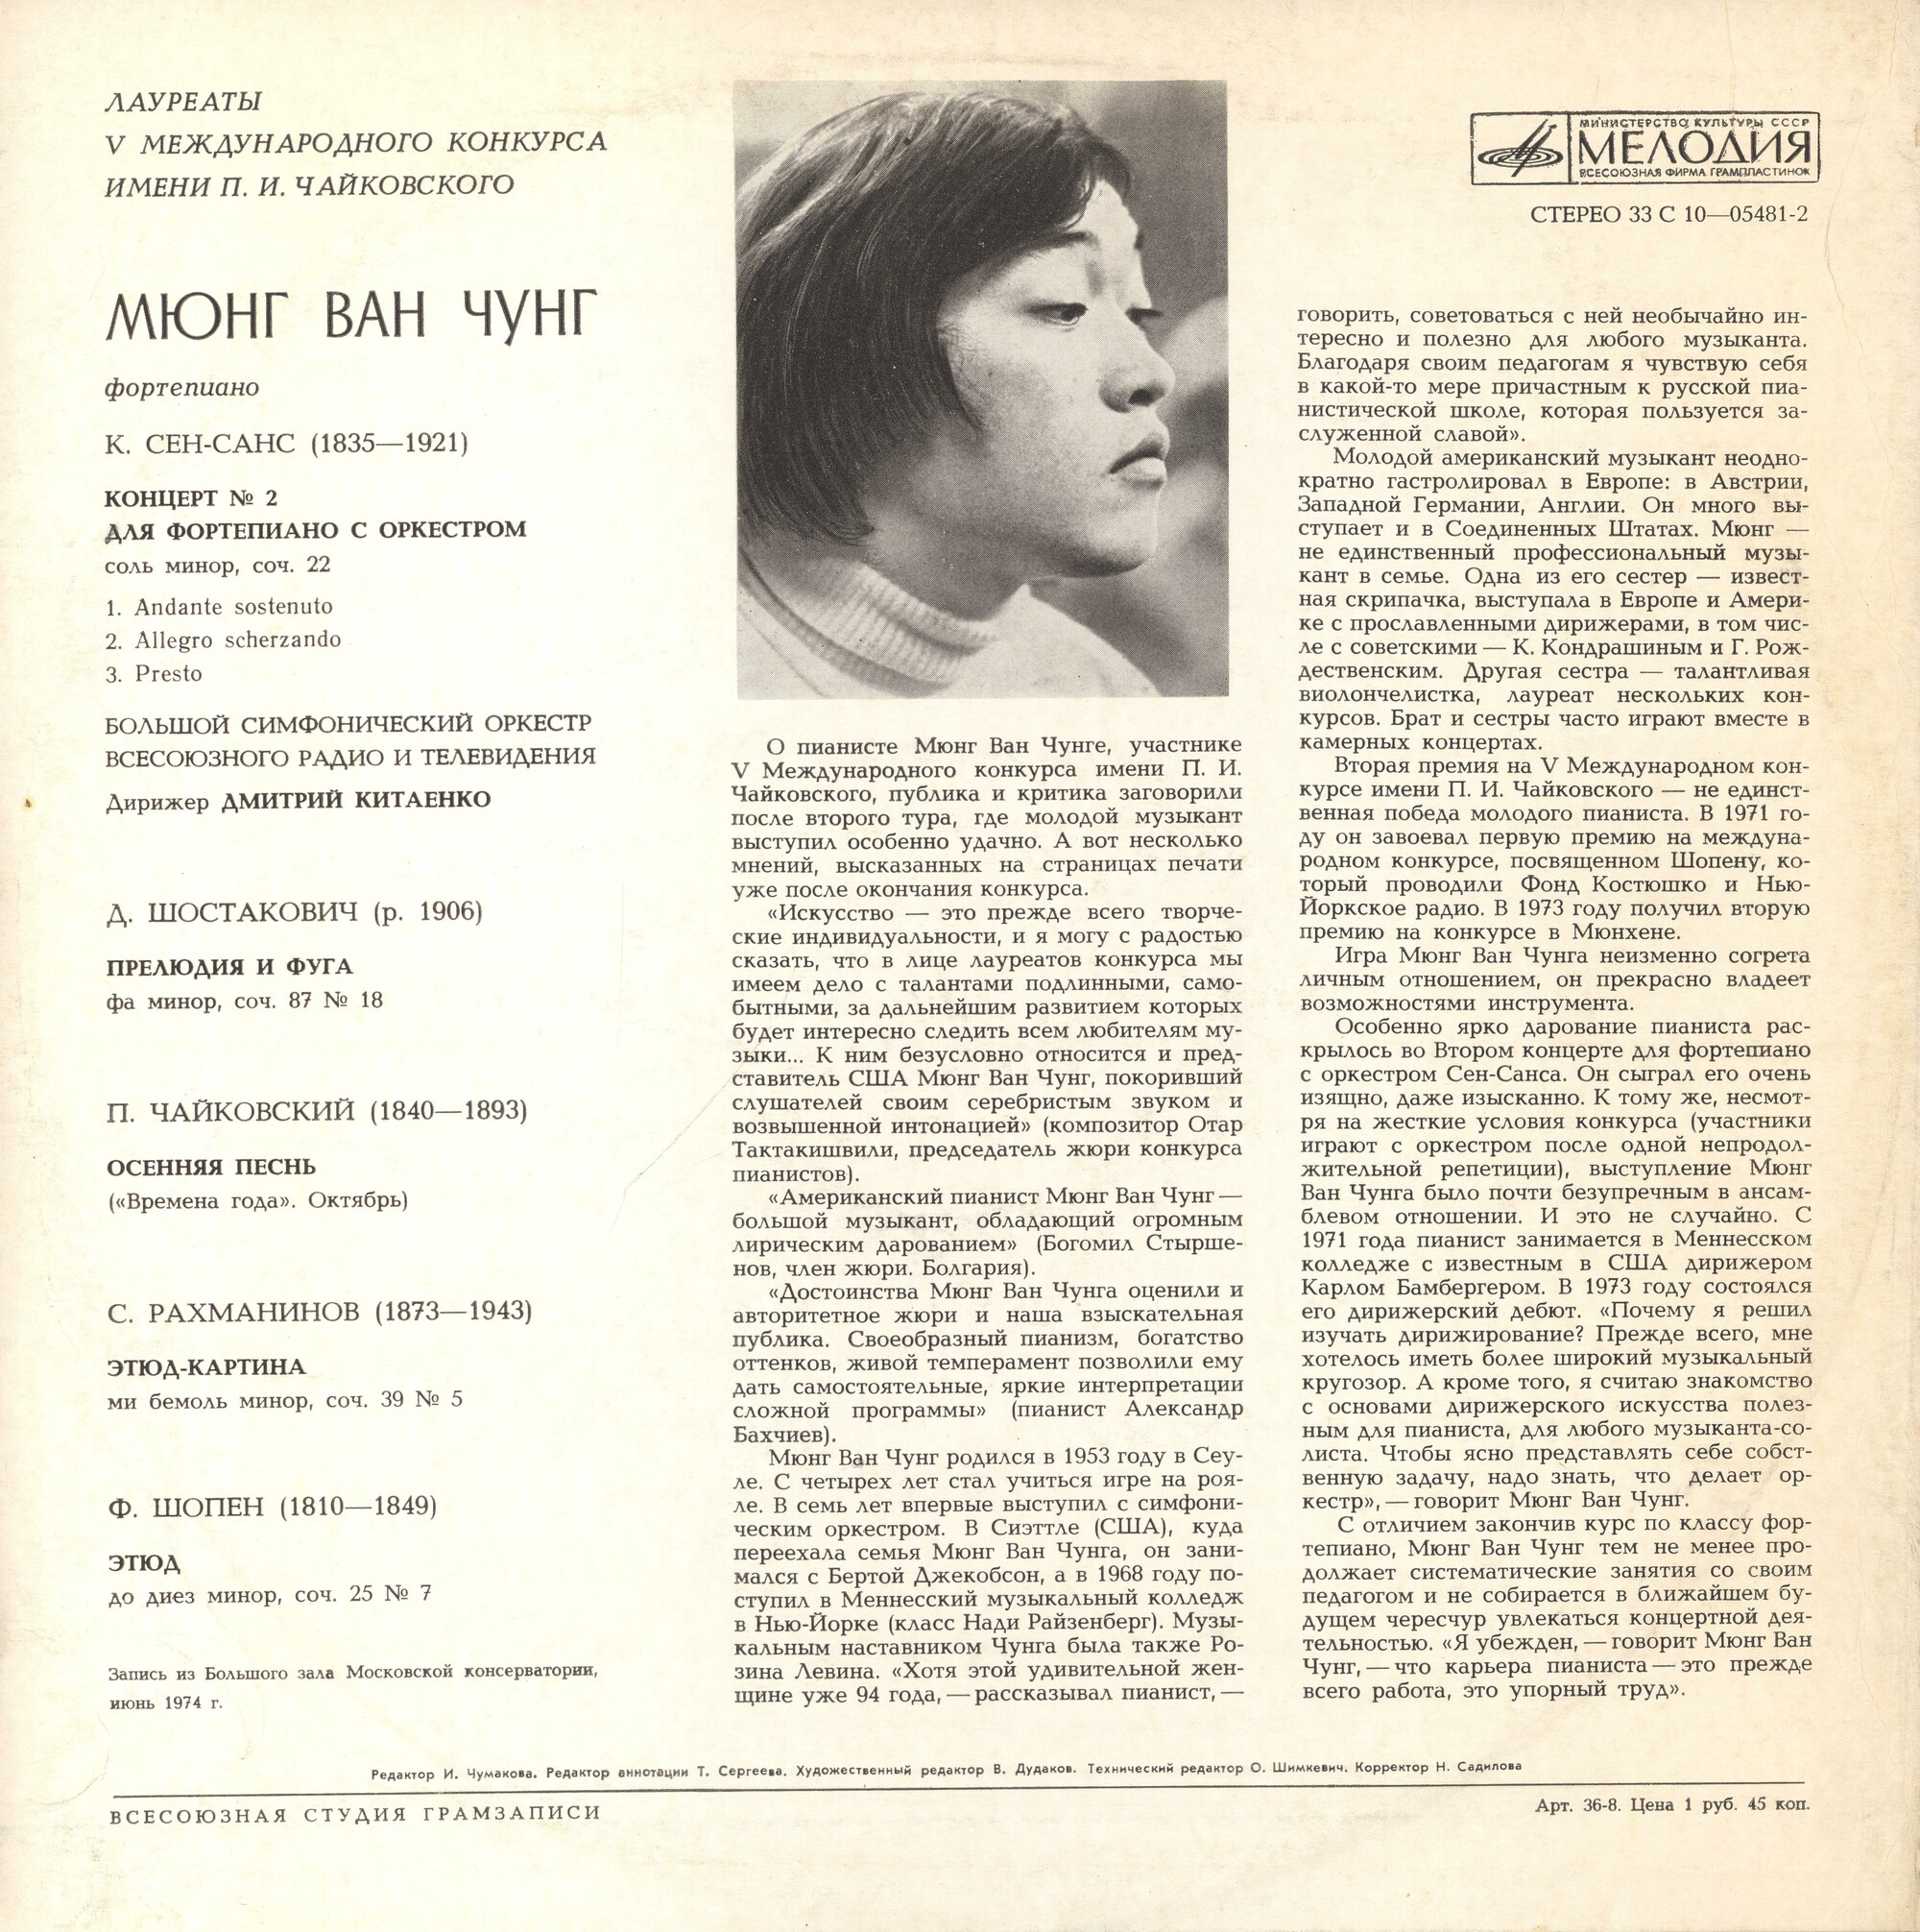 ЛАУРЕАТЫ
V МЕЖДУНАРОДНОГО КОНКУРСА
ИМЕНИ П. И. ЧАЙКОВСКОГО
МЮНГ ВАН ЧУНГ
фортепиано
К. СЕН-САНС (1835—1921)
КОНЦЕРТ № 2
ДЛЯ ФОРТЕПИАНО С ОРКЕСТРОМ
соль минор, соч. 22
1. Andante sostenuto
2. Allegro scherzando
3. Presto
БОЛЬШОЙ СИМФОНИЧЕСКИЙ ОРКЕСТР
ВСЕСОЮЗНОГО РАДИО И ТЕЛЕВИДЕНИЯ
Дирижер ДМИТРИЙ КИТАЕНКО
Д. ШОСТАКОВИЧ (р. 1906)
ПРЕЛЮДИЯ И ФУГА
фа минор, соч. 87 № 18
П. ЧАЙКОВСКИЙ (1840—1893)
ОСЕННЯЯ ПЕСНЬ
(«Времена года». Октябрь)
С. РАХМАНИНОВ (1873—1943)
ЭТЮД-КАРТИНА
ми бемоль минор, соч. 39 № 5
Ф. ШОПЕН (1810—1849)
ЭТЮД
до диез минор, соч. 25 № 7
Запись из Большого зала Московской консерватории,
июнь 1974 г.
О пианисте Мюнг Ван Чунге, участнике
V Международного конкурса имени П. И.
Чайковского, публика и критика заговорили
после второго тура, где молодой музыкант
выступил особенно удачно. А вот несколько
мнений, высказанных на страницах печати
уже после окончания конкурса.
«Искусство — это прежде всего творче-
ские индивидуальности, и я могу с радостью
сказать, что в лице лауреатов конкурса мы
имеем дело с талантами подлинными, само-
бытными, за дальнейшим развитием которых
будет интересно следить всем любителям му-
зыки... К ним безусловно относится и пред-
ставитель США Мюнг Ван Чунг, покоривший
слушателей своим серебристым звуком и
возвышенной интонацией» (композитор Отар
Тактакишвили, председатель жюри конкурса
пианистов).
«Американский пианист Мюнг Ван Чунг —
большой музыкант, обладающий огромным
лирическим дарованием» (Богомил Стырше-
нов, член жюри. Болгария).
«Достоинства Мюнг Ван Чунга оценили и
авторитетное жюри и наша взыскательная
публика. Своеобразный пианизм, богатство
оттенков, живой темперамент позволили ему
дать самостоятельные, яркие интерпретации
сложной программы» (пианист Александр
Бахчиев).
Мюнг Ван Чунг родился в 1953 году в Сеу-
ле. С четырех лет стал учиться игре на роя-
ле. В семь лет впервые выступил с симфони-
ческим оркестром. В Сиэттле (США), куда
переехала семья Мюнг Ван Чунга, он зани-
мался с Бертой Джекобсон, а в 1968 году по-
ступил в Меннесский музыкальный колледж
в Нью-Йорке (класс Нади Райзенберг). Музы-
кальным наставником Чунга была также Ро-
зина Левина. «Хотя этой удивительной жен-
щине уже 94 года, — рассказывал пианист, —
МИНИСТЕРСТВО КУЛЬТУРЫ СССР
МЕЛОДИЯ
ВСЕСОЮЗНАЯ ФИРМА ГРАМПЛАСТИНОК
СТЕРЕО 33 С 10—05481-2
говорить, советоваться с ней необычайно ин-
тересно и полезно для любого музыканта.
Благодаря своим педагогам я чувствую себя
в какой-то мере причастным к русской пиа-
нистической школе, которая пользуется за-
служенной славой».
Молодой американский музыкант неодно-
кратно гастролировал в Европе: в Австрии,
Западной Германии, Англии. Он много вы-
ступает и в Соединенных Штатах. Мюнг —
не единственный профессиональный музы-
кант в семье. Одна из его сестер — извест-
ная скрипачка, выступала в Европе и Амери-
ке с прославленными дирижерами, в том чис-
ле с советскими — К. Кондрашиным и Г. Рож-
дественским. Другая сестра — талантливая
виолончелистка, лауреат нескольких кон-
курсов. Брат и сестры часто играют вместе в
камерных концертах.
Вторая премия на V Международном кон-
курсе имени П. И. Чайковского — не единст-
венная победа молодого пианиста. В 1971 го-
ду он завоевал первую премию на междуна-
родном конкурсе, посвященном Шопену, ко-
торый проводили Фонд Костюшко и Нью-
Йоркское радио. В 1973 году получил вторую
премию на конкурсе в Мюнхене.
Игра Мюнг Ван Чунга неизменно согрета
личным отношением, он прекрасно владеет
возможностями инструмента.
Особенно ярко дарование пианиста рас-
крылось во Втором концерте для фортепиано
с оркестром Сен-Санса. Он сыграл его очень
изящно, даже изысканно. К тому же, несмот-
ря на жесткие условия конкурса (участники
играют с оркестром после одной непродол-
жительной репетиции), выступление Мюнг
Ван Чунга было почти безупречным в ансам-
блевом отношении. И это не случайно. С
1971 года пианист занимается в Меннесском
колледже с известным в США дирижером
Карлом Бамбергером. В 1973 году состоялся
его дирижерский дебют. «Почему я решил
изучать дирижирование? Прежде всего, мне
хотелось иметь более широкий музыкальный
кругозор. А кроме того, я считаю знакомство
с основами дирижерского искусства полез-
ным для пианиста, для любого музыканта-со-
листа. Чтобы ясно представлять себе собст-
венную задачу, надо знать, что делает ор-
кестр», — говорит Мюнг Ван Чунг.
С отличием закончив курс по классу фор-
тепиано, Мюнг Ван Чунг тем не менее про-
должает систематические занятия со своим
педагогом и не собирается в ближайшем бу-
дущем чересчур увлекаться концертной дея-
тельностью. «Я убежден, — говорит Мюнг Ван
Чунг, — что карьера пианиста — это прежде
всего работа, это упорный труд».
Редактор И. Чумакова. Редактор аннотации Т. Сергеева. Художественный редактор В. Дудаков. Технический редактор О. Шимкевич. Корректор Н. Садилова
ВСЕСОЮЗНАЯ СТУДИЯ ГРАМЗАПИСИ
Арт. 36-8. Цена 1 руб. 45 коп.